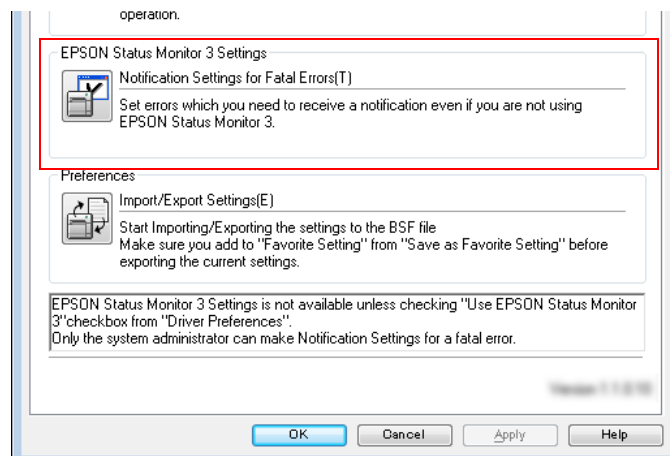 operation.
EPSON Status Monitor 3 Settings
Notification Settings for Fatal Errors(T)
Set errors which you need to receive a notification even if you are not using
EPSON Status Monitor 3.
Preferences
Import/Export Settings(E)
Start Importing/Exporting the settings to the BSF file
Make sure you add to "Favorite Setting" from "Save as Favorite Setting" before
exporting the current settings.
EPSON Status Monitor 3 Settings is not available unless checking "Use EPSON Status Monitor
3"checkbox from "Driver Preferences".
Only the system administrator can make Notification Settings for a fatal error.
OK Cancel Apply Help